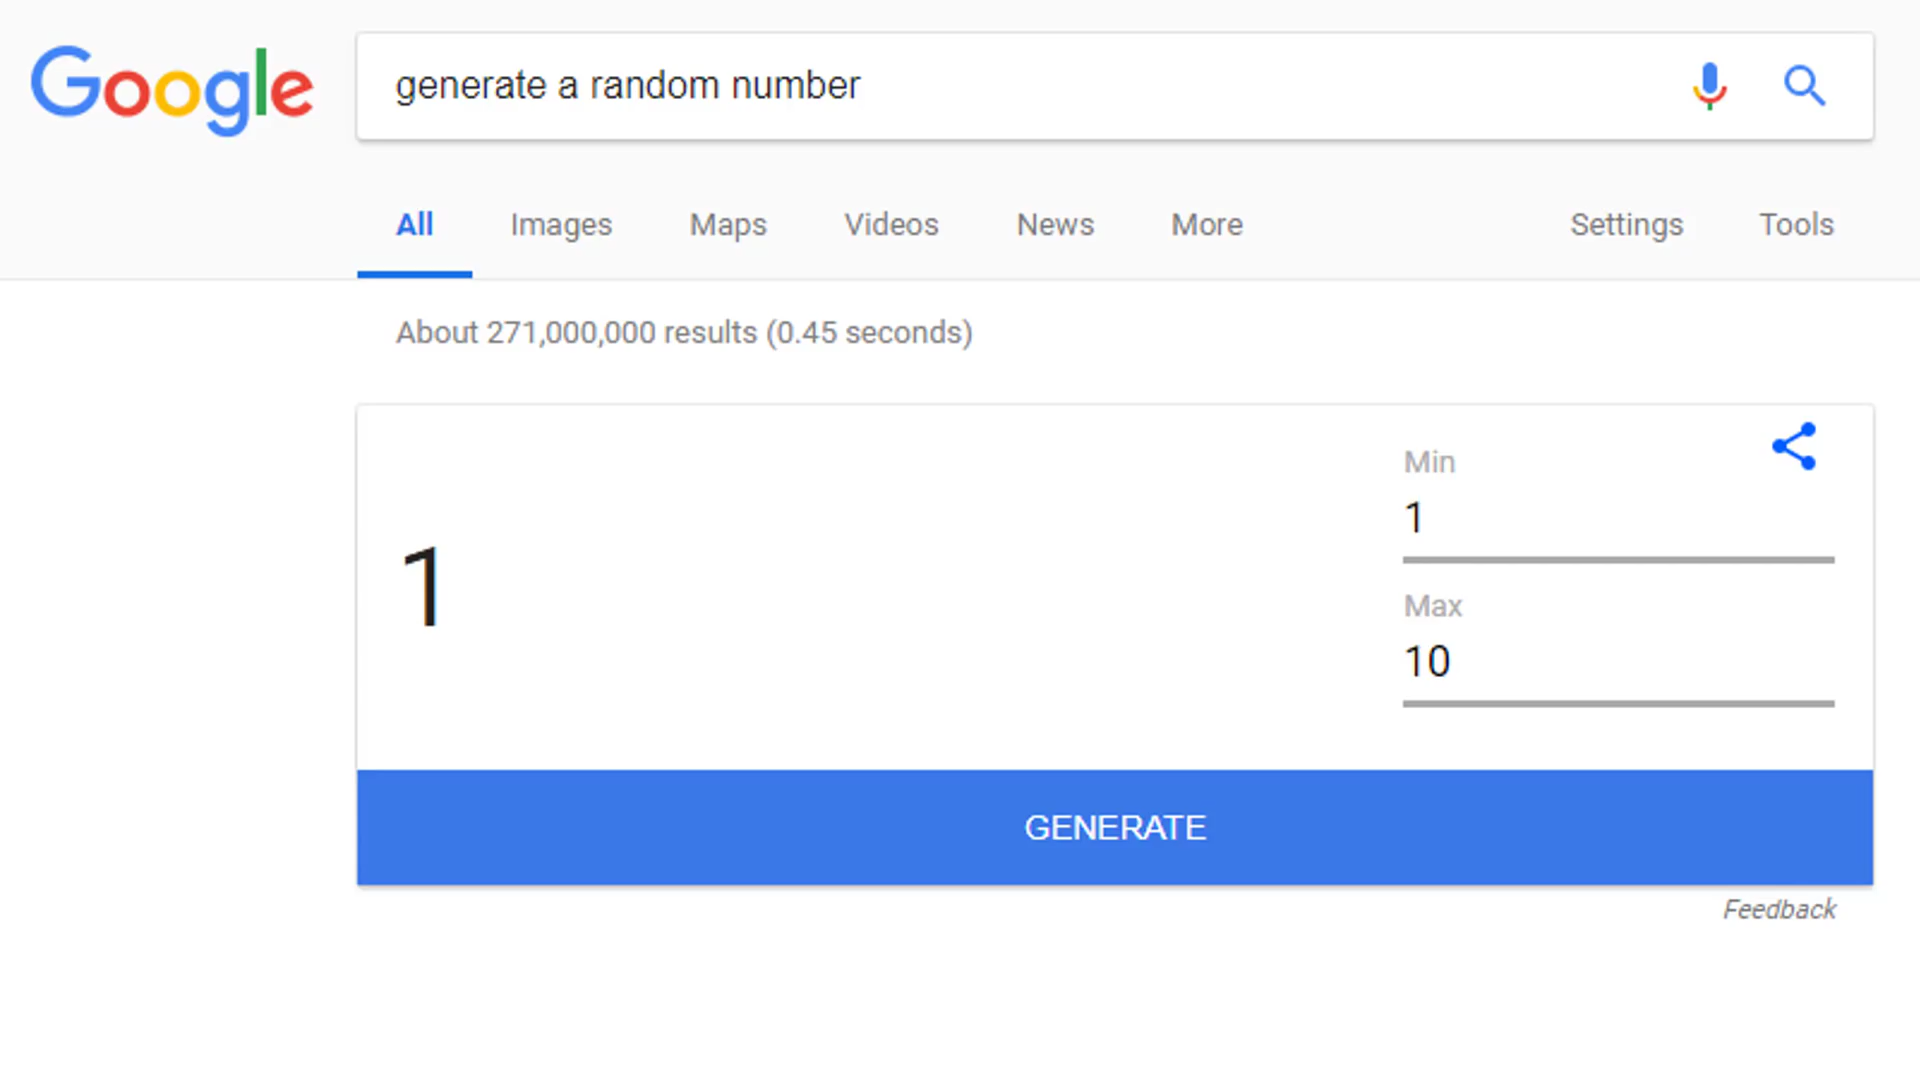 Google
generate a random number
All Images Maps Videos News More Settings Tools
About 271,000,000 results (0.45 seconds)
Min
1
1
Max
10
GENERATE
Feedback